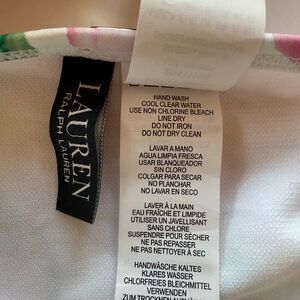 LAUREN
RALPH LAUREN
HAND WASH
COOL CLEAR WATER
USE NON CHLORINE BLEACH
LINE DRY
DO NOT IRON
DO NOT DRY CLEAN
LAVAR A MANO
AGUA LIMPIA FRESCA
USAR BLANQUEADOR
SIN CLORO
COLGAR PARA SECAR
NO PLANCHAR
NO LAVAR EN SECO
LAVER À LA MAIN
EAU FRAÎCHE ET LIMPIDE
UTILISER UN JAVELLISANT
SANS CHLORE
SUSPENDRE POUR SÉCHER
NE PAS REPASSER
NE PAS NETTOYER À SEC
HANDWÄSCHE KALTES
KLARES WASSER
CHLORFREIES BLEICHMITTEL
VERWENDEN
ZUM TROCKNEN